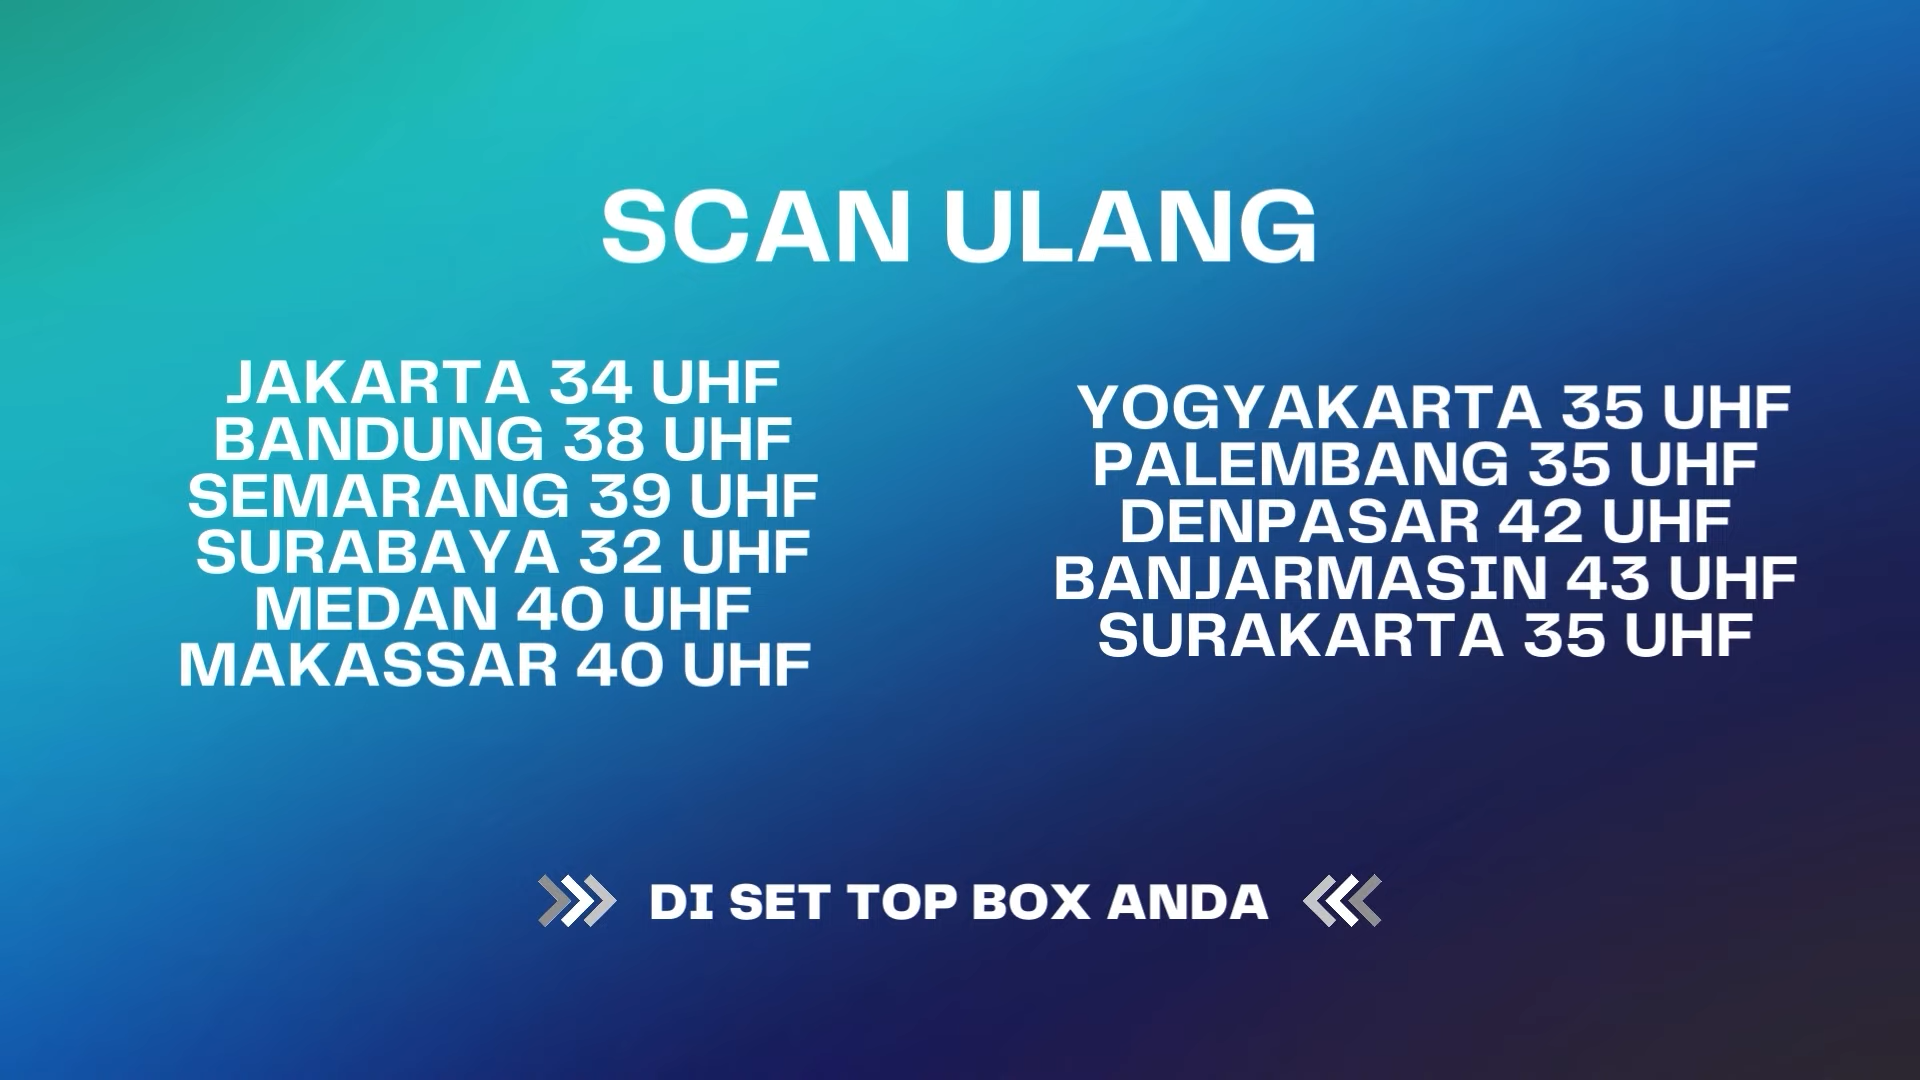 SCAN ULANG
JAKARTA 34 UHF
BANDUNG 38 UHF
SEMARANG 39 UHF
SURABAYA 32 UHF
MEDAN 40 UHF
MAKASSAR 40 UHF
YOGYAKARTA 35 UHF
PALEMBANG 35 UHF
DENPASAR 42 UHF
BANJARMASIN 43 UHF
SURAKARTA 35 UHF
DI SET TOP BOX ANDA